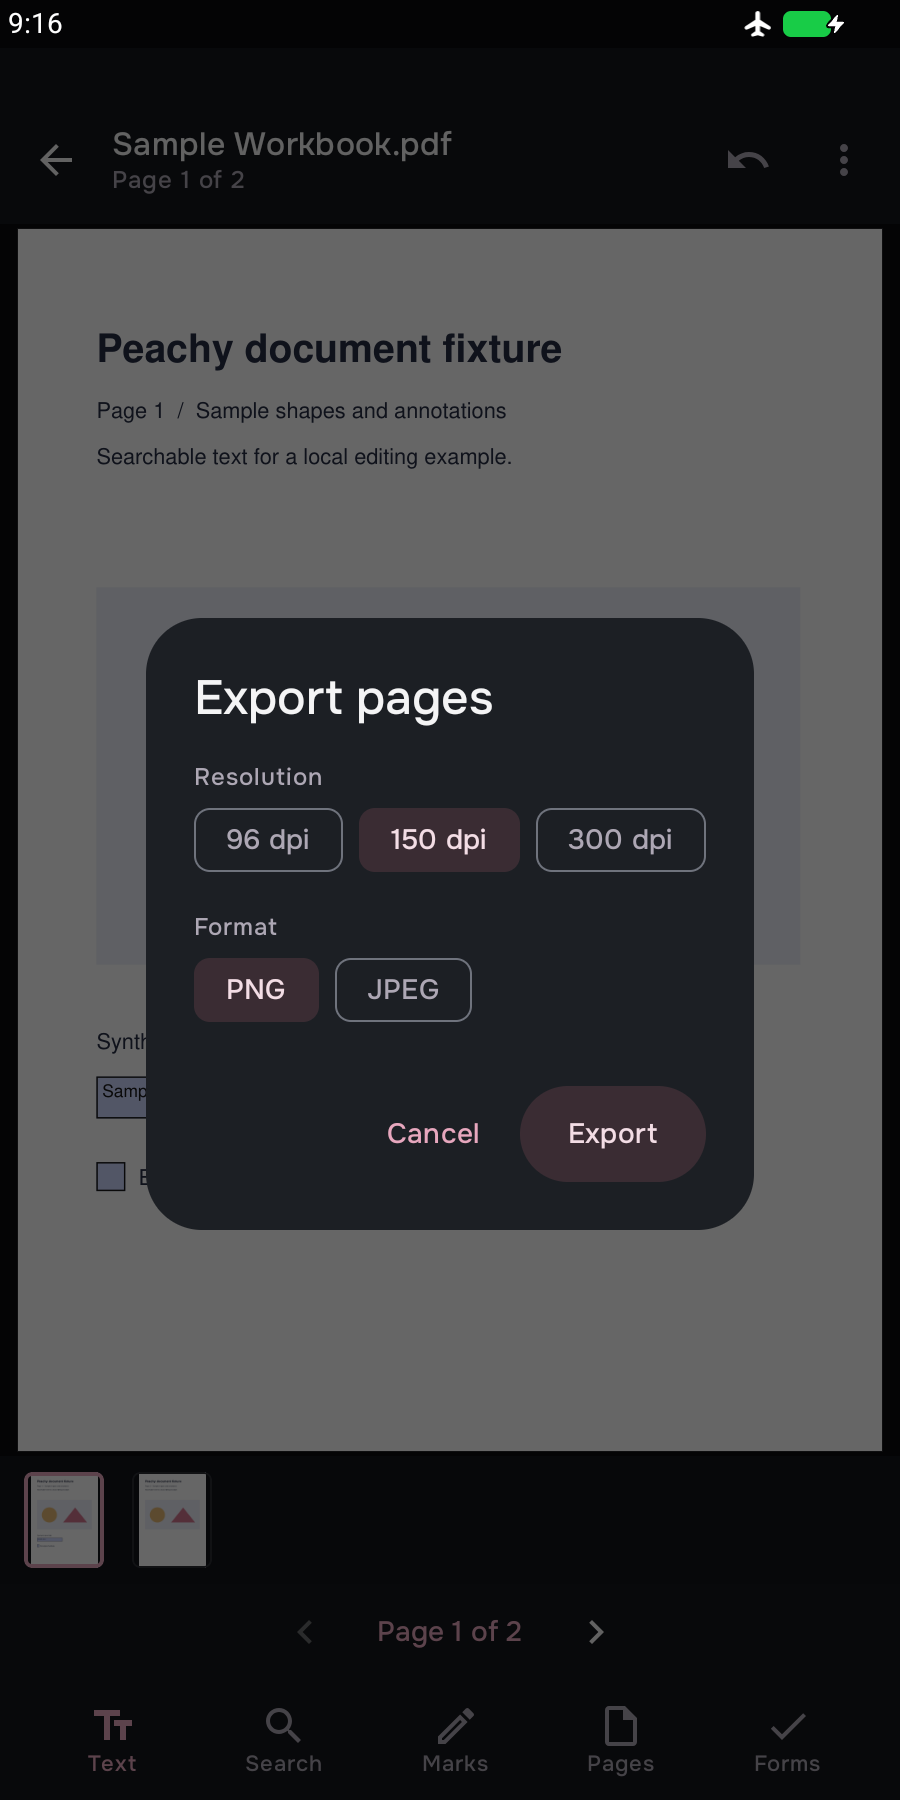 9:16
Sample Workbook.pdf
Page 1 of 2
Peachy document fixture
Page 1 / Sample shapes and annotations
Searchable text for a local editing example.
Export pages
Resolution
96 dpi 150 dpi 300 dpi
Format
PNG JPEG
Cancel Export
Page 1 of 2
Text Search Marks Pages Forms